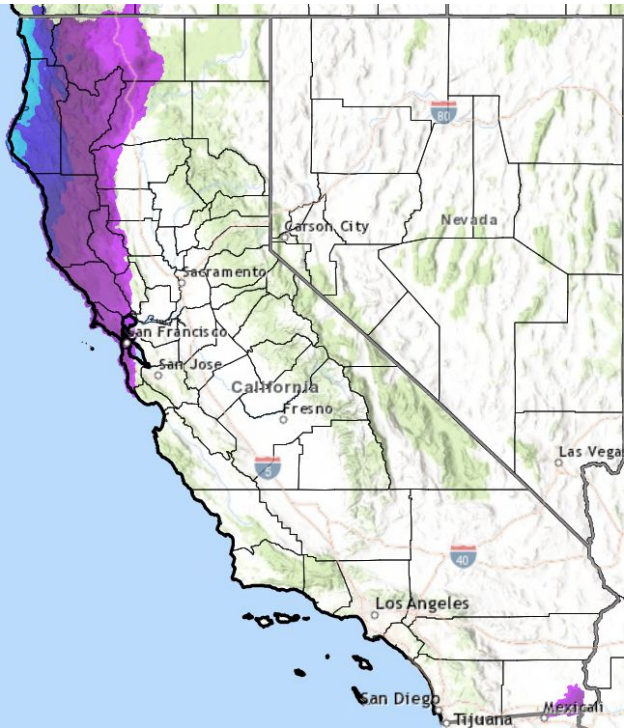 80
Carson City
Nevada
Sacramento
San Francisco
San Jose
California
Fresno
Las Vegas
5
40
Los Angeles
San Diego
Mexicali
Tijuana